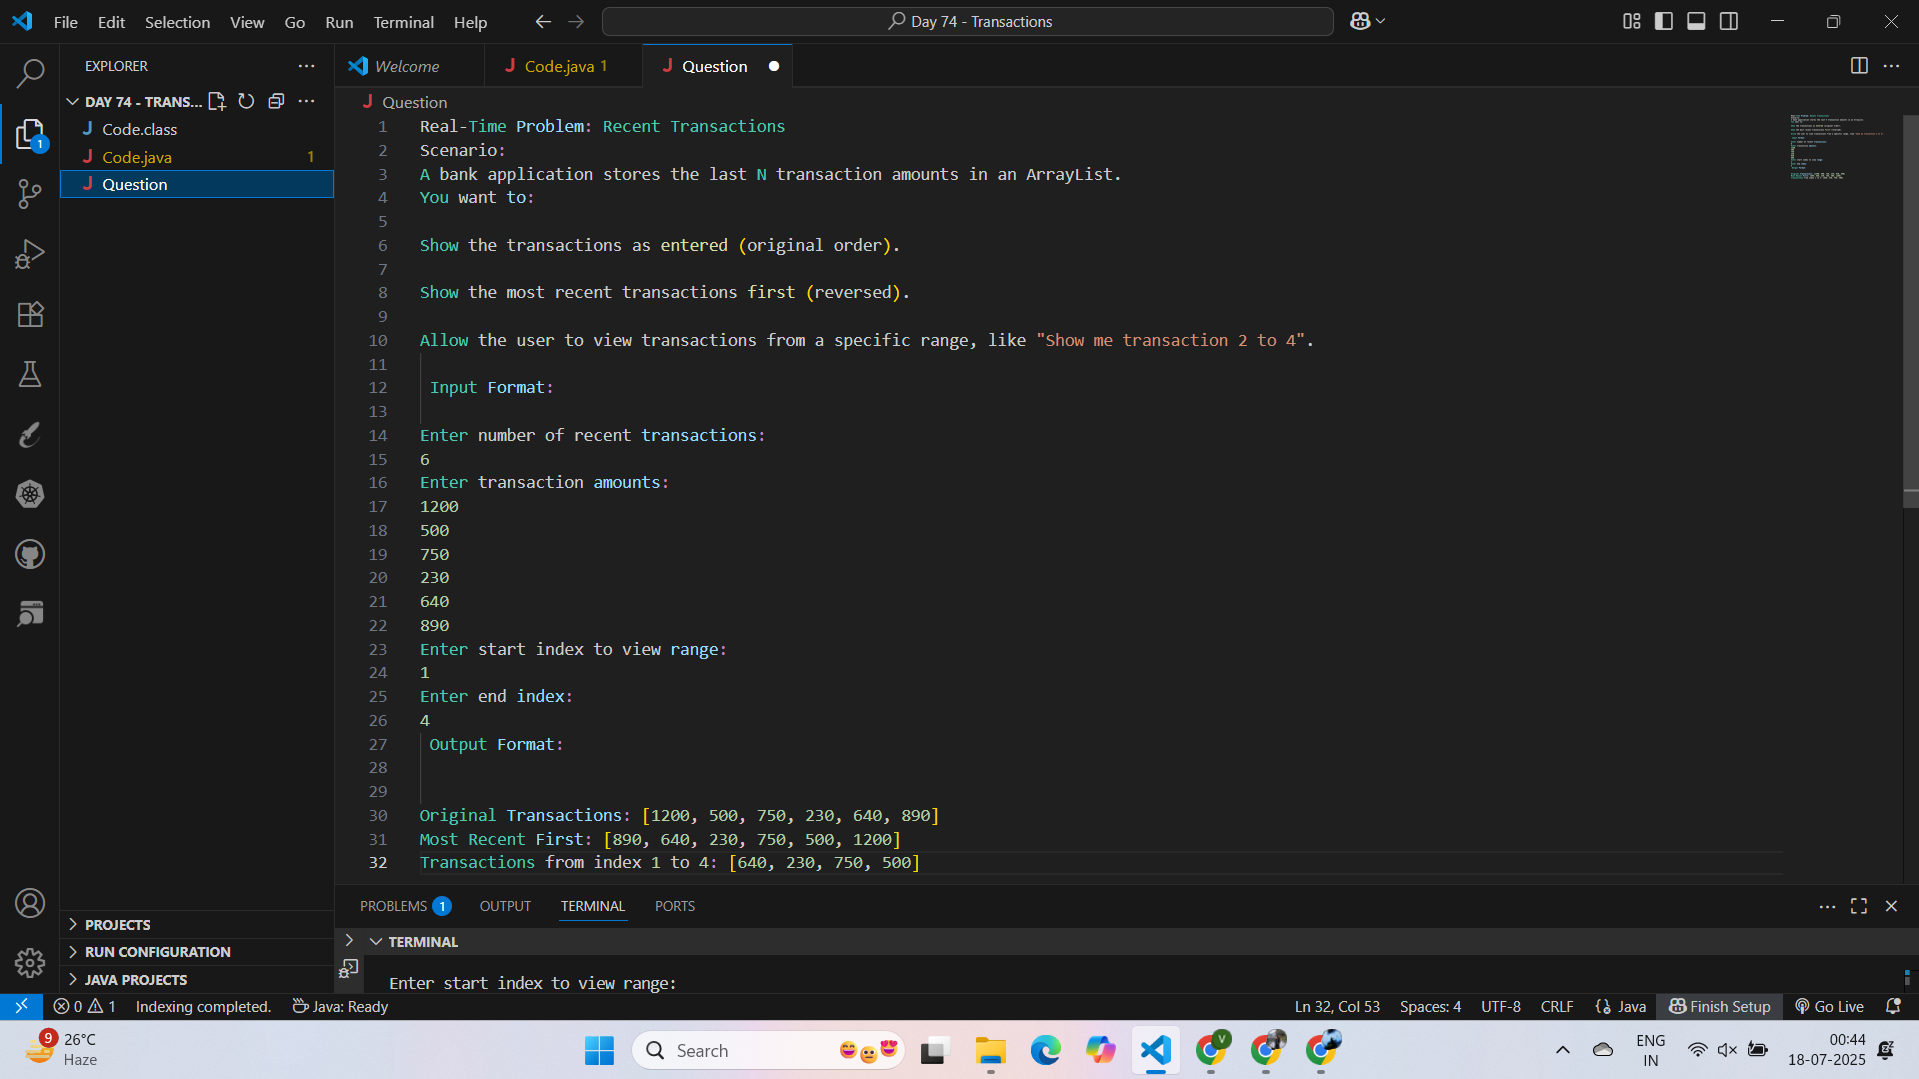 File Edit Selection View Go Run Terminal Help
Day 74 - Transactions
EXPLORER
DAY 74 - TRANS...
Code.class
Code.java 1
Question
PROJECTS
RUN CONFIGURATION
JAVA PROJECTS
1
Welcome
Code.java 1
Question
Question
1 Real-Time Problem: Recent Transactions
2 Scenario:
3 A bank application stores the last N transaction amounts in an ArrayList.
4 You want to:
5
6 Show the transactions as entered (original order).
7
8 Show the most recent transactions first (reversed).
9
10 Allow the user to view transactions from a specific range, like "Show me transaction 2 to 4".
11
12 Input Format:
13
14 Enter number of recent transactions:
15 6
16 Enter transaction amounts:
17 1200
18 500
19 750
20 230
21 640
22 890
23 Enter start index to view range:
24 1
25 Enter end index:
26 4
27 Output Format:
28
29
30 Original Transactions: [1200, 500, 750, 230, 640, 890]
31 Most Recent First: [890, 640, 230, 750, 500, 1200]
32 Transactions from index 1 to 4: [640, 230, 750, 500]
PROBLEMS 1 OUTPUT TERMINAL PORTS
TERMINAL
Enter start index to view range:
0 1 Indexing completed. Java: Ready
Ln 32, Col 53 Spaces: 4 UTF-8 CRLF Java Finish Setup Go Live
9 26°C
Haze
Search
V
ENG
IN
00:44
18-07-2025